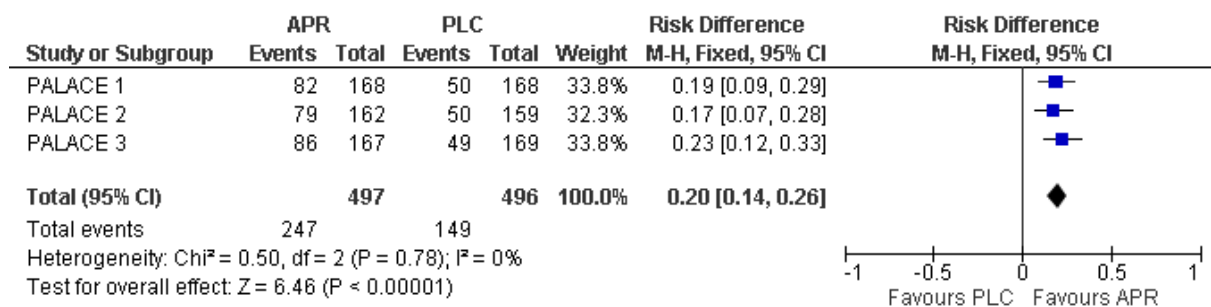 APR PLC Risk Difference Risk Difference
Study or Subgroup Events Total Events Total Weight M-H, Fixed, 95% CI M-H, Fixed, 95% CI
PALACE 1 82 168 50 168 33.8% 0.19 [0.09, 0.29]
PALACE 2 79 162 50 159 32.3% 0.17 [0.07, 0.28]
PALACE 3 86 167 49 169 33.8% 0.23 [0.12, 0.33]
Total (95% CI) 497 496 100.0% 0.20 [0.14, 0.26]
Total events 247 149
Heterogeneity: Chi² = 0.50, df = 2 (P = 0.78); I² = 0%
Test for overall effect: Z = 6.46 (P < 0.00001)
-1 -0.5 0 0.5 1
Favours PLC Favours APR